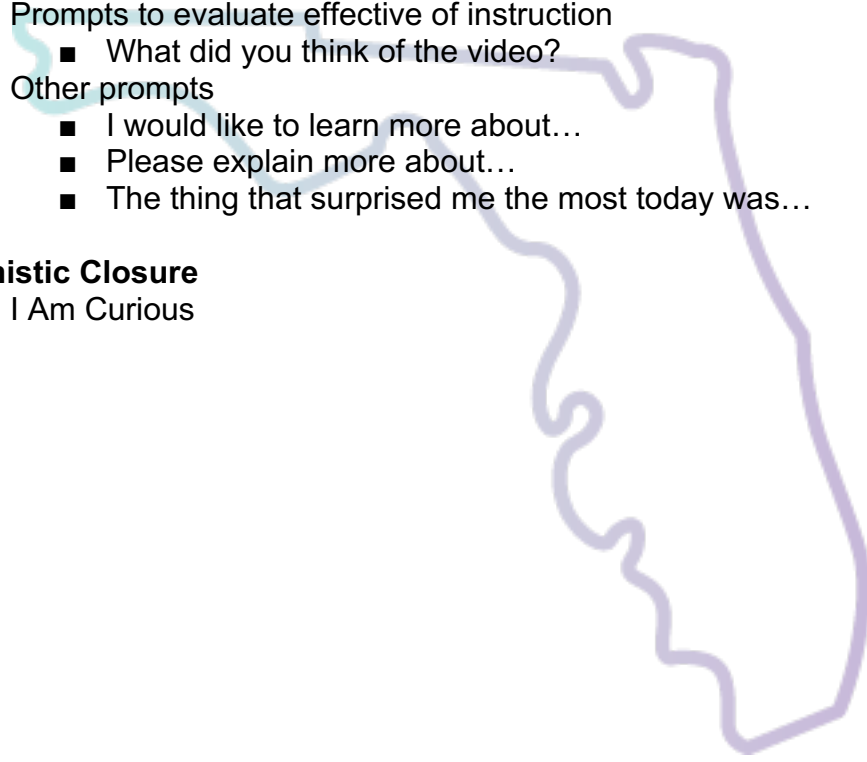 Prompts to evaluate effective of instruction
■ What did you think of the video?
Other prompts
■ I would like to learn more about…
■ Please explain more about…
■ The thing that surprised me the most today was…
nistic Closure
I Am Curious